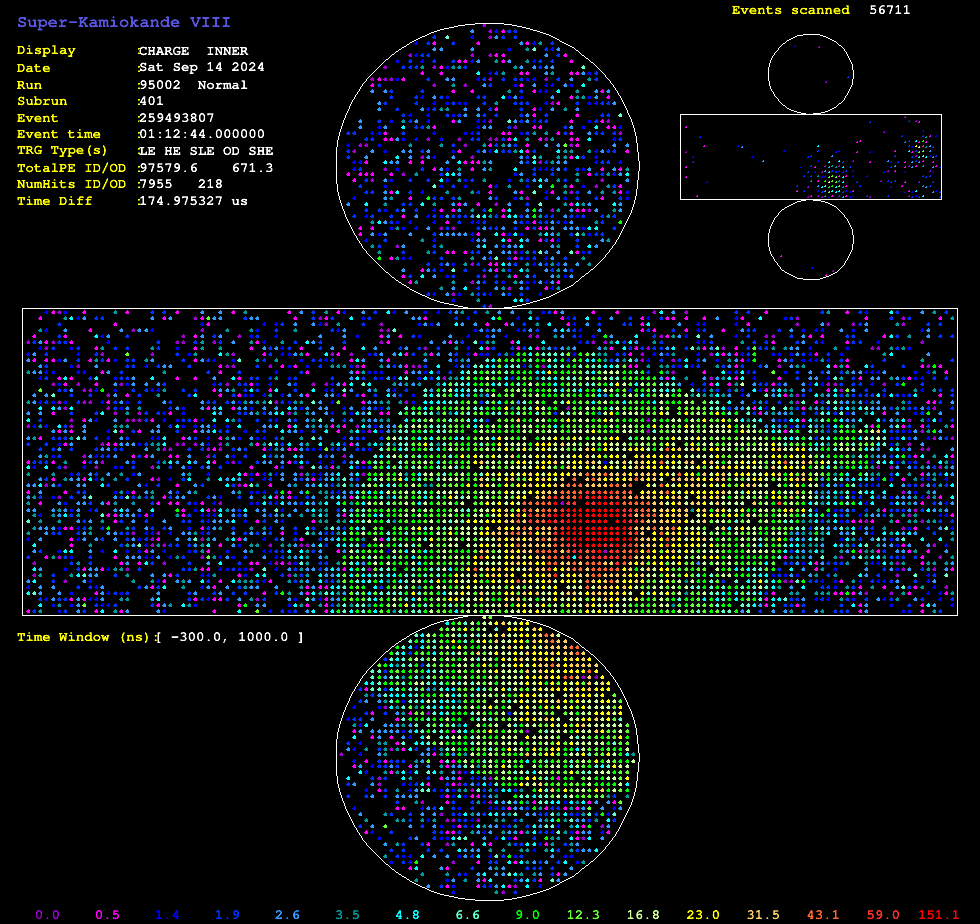 Super-Kamiokande VIII
Events scanned 56711
Display :CHARGE INNER
Date :Sat Sep 14 2024
Run :95002 Normal
Subrun :401
Event :259493807
Event time :01:12:44.000000
TRG Type(s) :LE HE SLE OD SHE
TotalPE ID/OD :97579.6 671.3
NumHits ID/OD :7955 218
Time Diff :174.975327 us
Time Window (ns):[ -300.0, 1000.0 ]
0.0 0.5 1.4 1.9 2.6 3.5 4.8 6.6 9.0 12.3 16.8 23.0 31.5 43.1 59.0 151.1